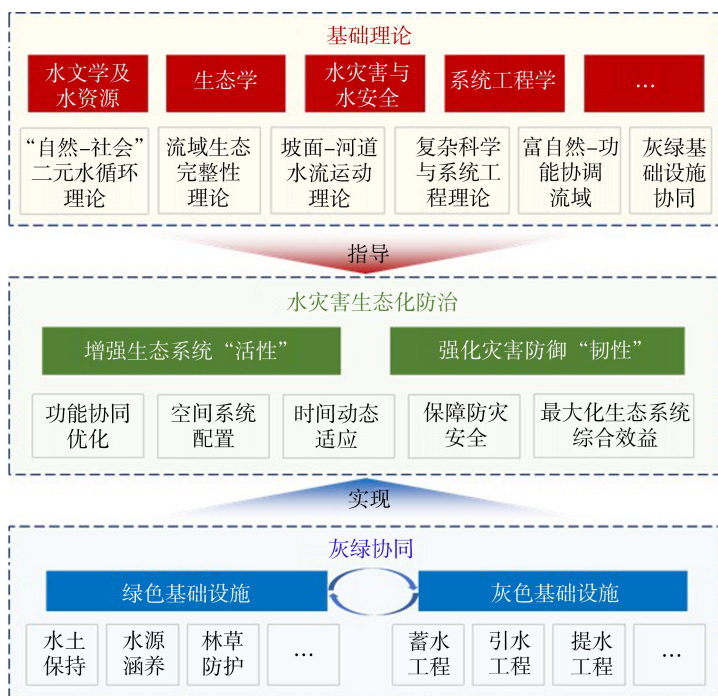 基础理论
水文学及
水资源
生态学
水灾害与
水安全
系统工程学
…
“自然-社会”
二元水循环
理论
流域生态
完整性
理论
坡面-河道
水流运动
理论
复杂科学
与系统工
程理论
富自然-功
能协调
流域
灰绿基
础设施
协同
指导
水灾害生态化防治
增强生态系统“活性”
强化灾害防御“韧性”
功能协同
优化
空间系统
配置
时间动态
适应
保障防灾
安全
最大化生态系统
综合效益
实现
灰绿协同
绿色基础设施
灰色基础设施
水土
保持
水源
涵养
林草
防护
…
蓄水
工程
引水
工程
提水
工程
…